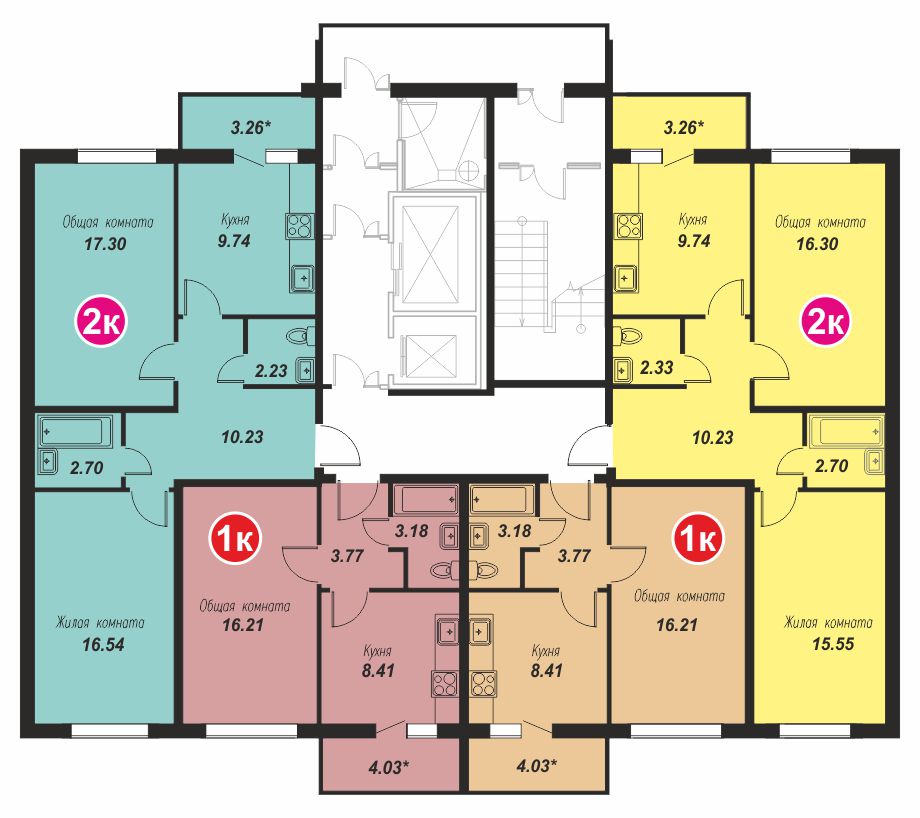 3.26*
3.26*
Общая комната
17.30
Кухня
9.74
Кухня
9.74
Общая комната
16.30
2к
2к
2.23
2.33
10.23
10.23
2.70
2.70
1к
1к
3.18
3.18
3.77
3.77
Общая комната
16.21
Общая комната
16.21
Жилая комната
16.54
Жилая комната
15.55
Кухня
8.41
Кухня
8.41
4.03*
4.03*